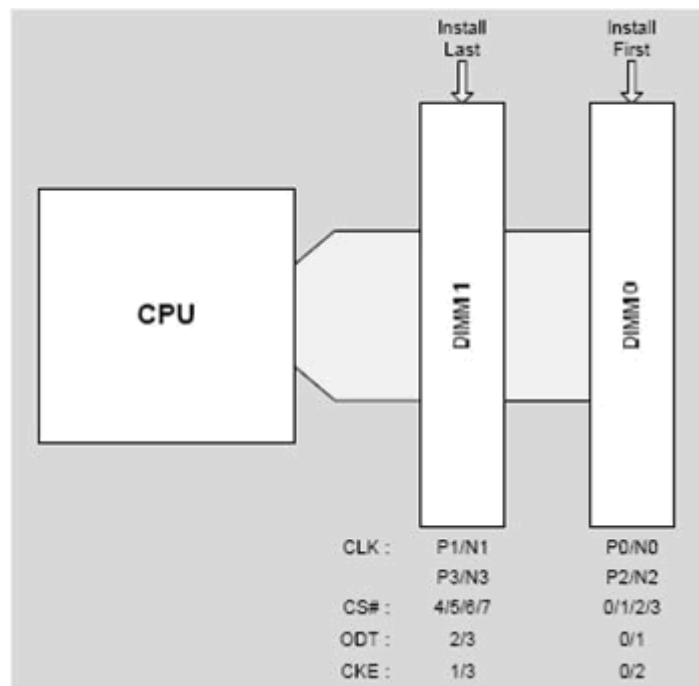 Install Last
Install First
CPU
DIMM1
DIMM0
CLK : P1/N1 P0/N0
P3/N3 P2/N2
CS# : 4/5/6/7 0/1/2/3
ODT : 2/3 0/1
CKE : 1/3 0/2